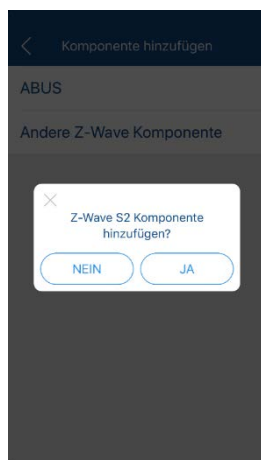 Komponente hinzufügen
ABUS
Andere Z-Wave Komponente
Z-Wave S2 Komponente
hinzufügen?
NEIN
JA